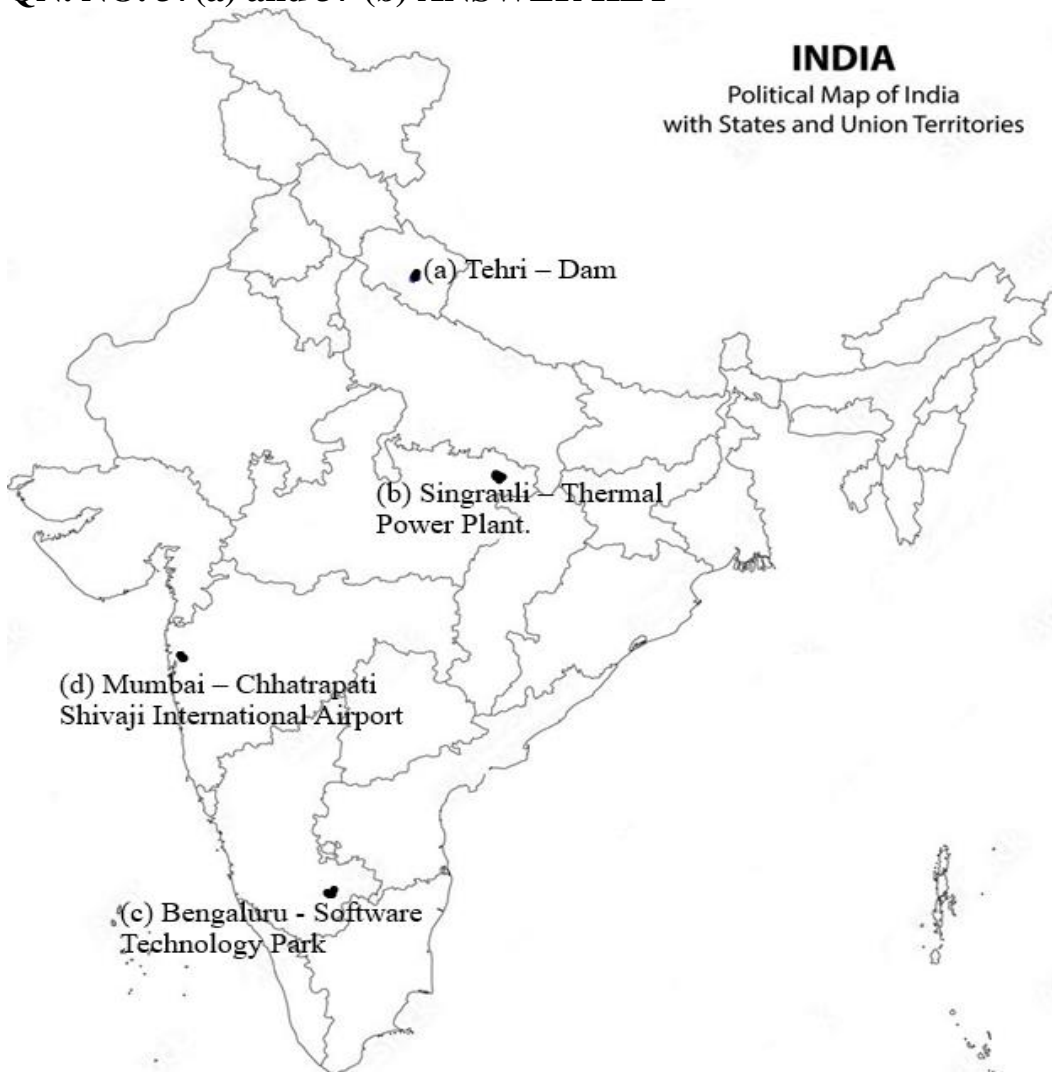 INDIA
Political Map of India
with States and Union Territories
(a) Tehri – Dam
(b) Singrauli – Thermal
Power Plant.
(d) Mumbai – Chhatrapati
Shivaji International Airport
(c) Bengaluru - Software
Technology Park